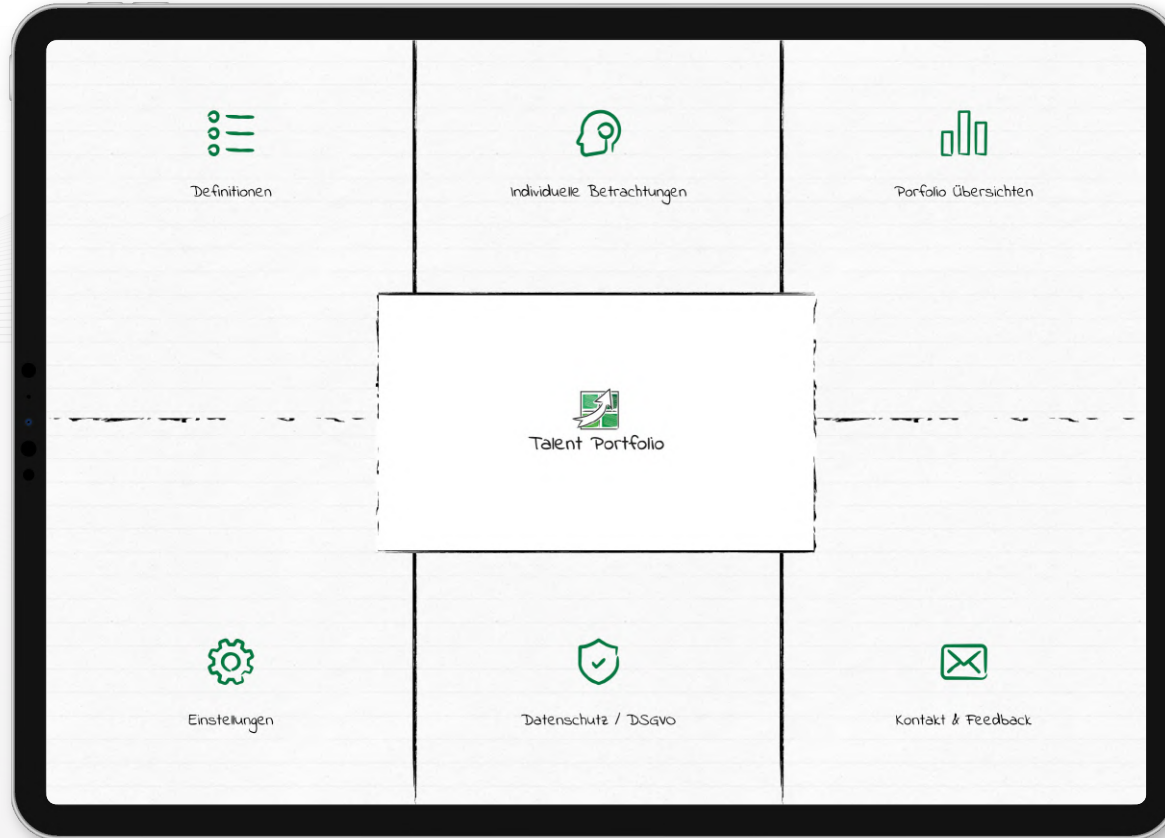 Definitionen
Individuelle Betrachtungen
Porfolio Übersichten
Talent Portfolio
Einstellungen
Datenschutz / DSGVO
Kontakt & Feedback